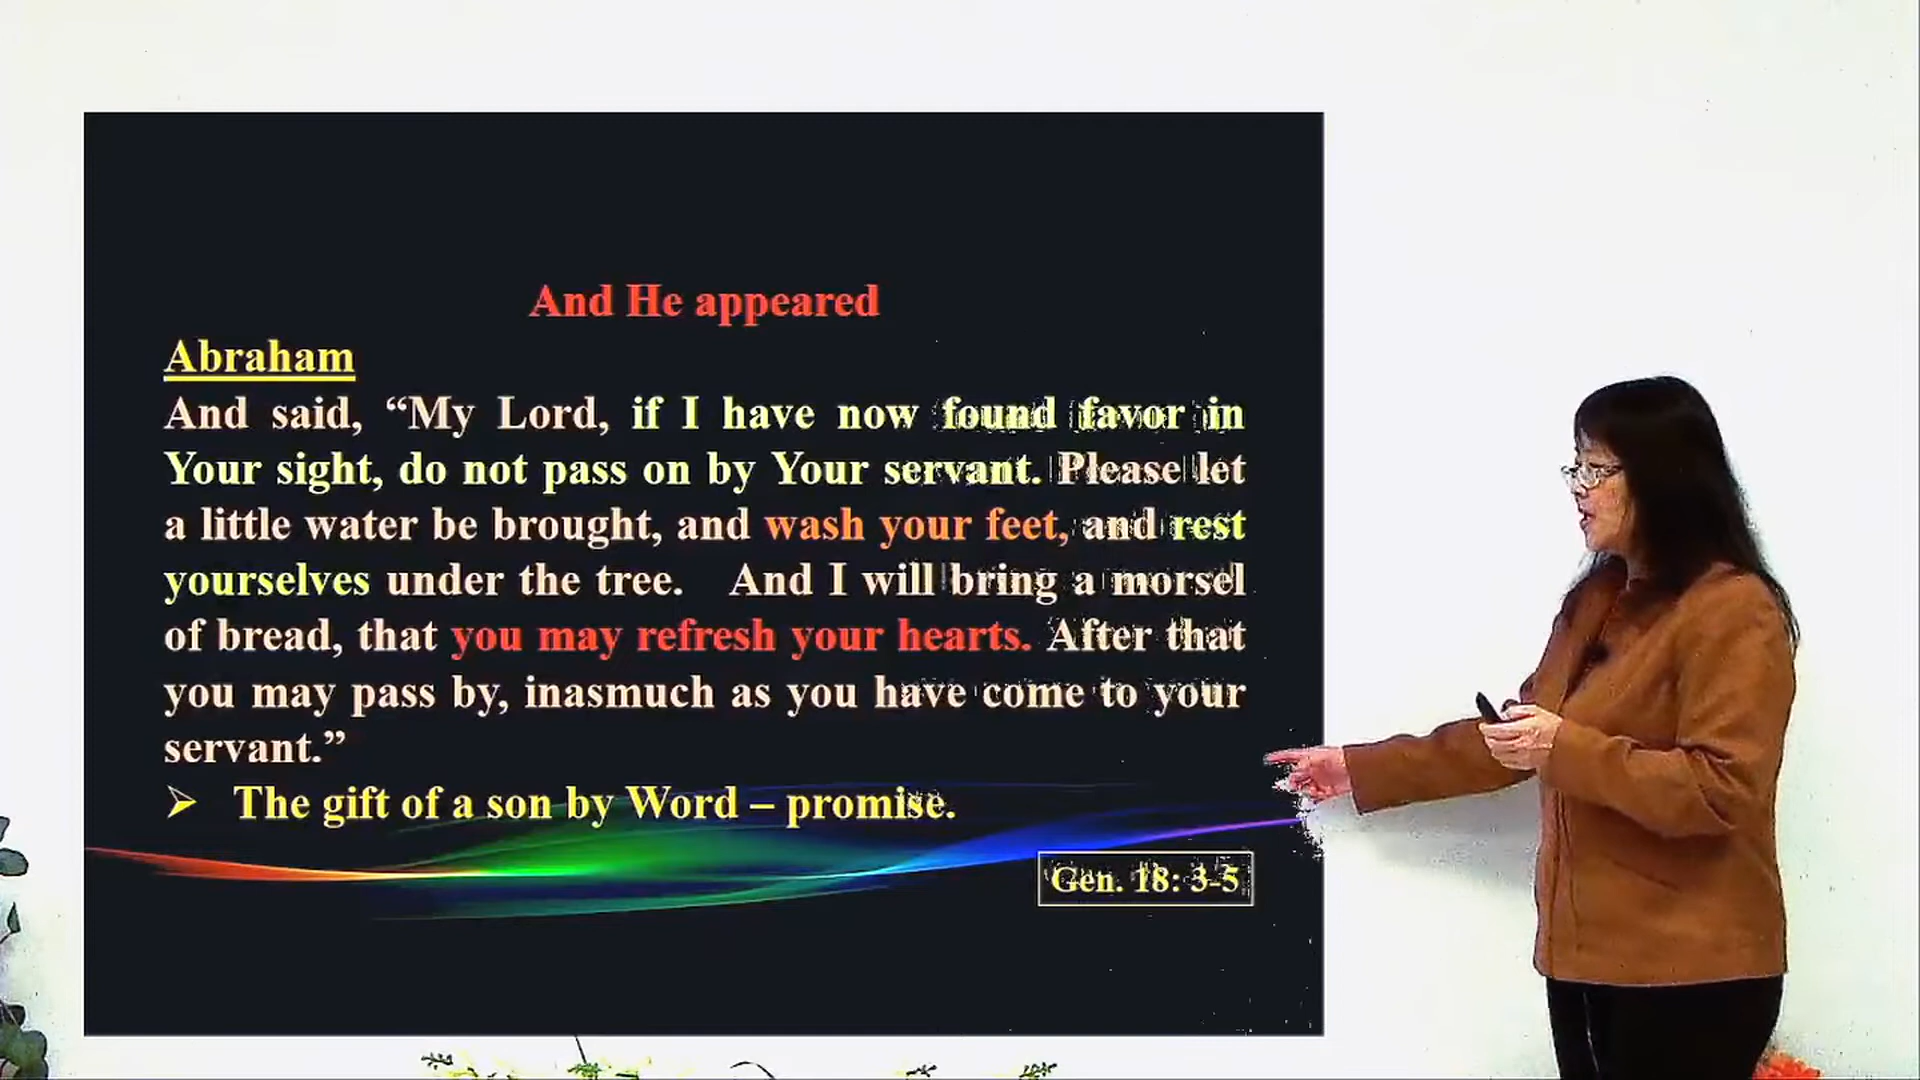 And He appeared
Abraham
And said, “My Lord, if I have now found favor in
Your sight, do not pass on by Your servant. Please let
a little water be brought, and wash your feet, and rest
yourselves under the tree. And I will bring a morsel
of bread, that you may refresh your hearts. After that
you may pass by, inasmuch as you have come to your
servant.”
➢ The gift of a son by Word – promise.
Gen. 18: 3-5